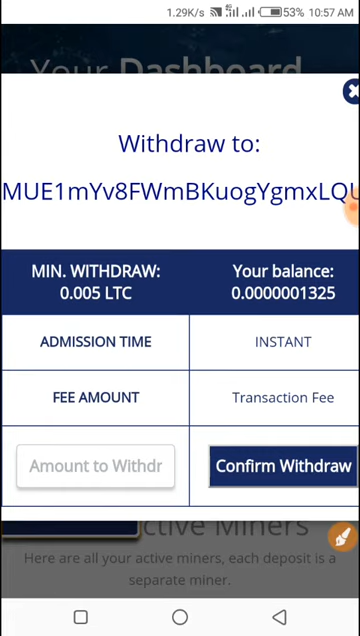 1.29K/s 4G 53% 10:57 AM
Your Dashboard
Withdraw to:
MUE1mYv8FWmBKuogYgmxLQU
MIN. WITHDRAW: Your balance:
0.005 LTC 0.0000001325
ADMISSION TIME INSTANT
FEE AMOUNT Transaction Fee
Amount to Withdr Confirm Withdraw
ctive Miners
Here are all your active miners, each deposit is a
separate miner.